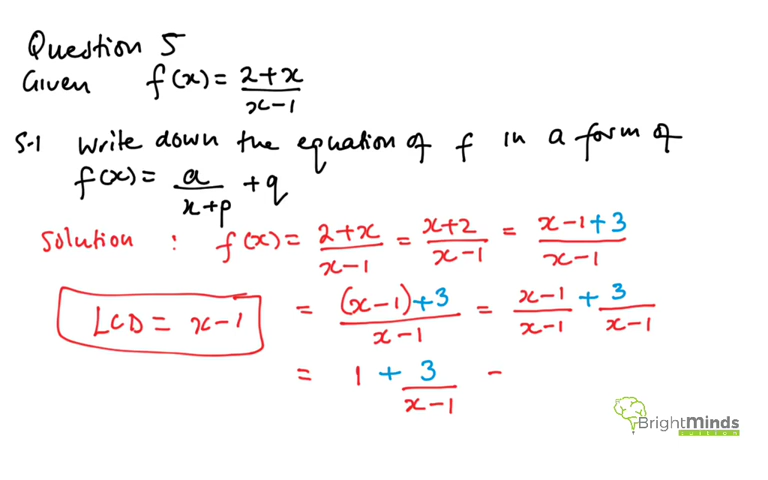 Question 5
Given f(x) = 2+x / x-1
5-1 Write down the equation of f in a form of
f(x) = a / x+p + q
Solution : f(x) = 2+x / x-1 = x+2 / x-1 = x-1+3 / x-1
LCD = x-1 = (x-1)+3 / x-1 = x-1 / x-1 + 3 / x-1
= 1 + 3 / x-1 -
BrightMinds
TUITION